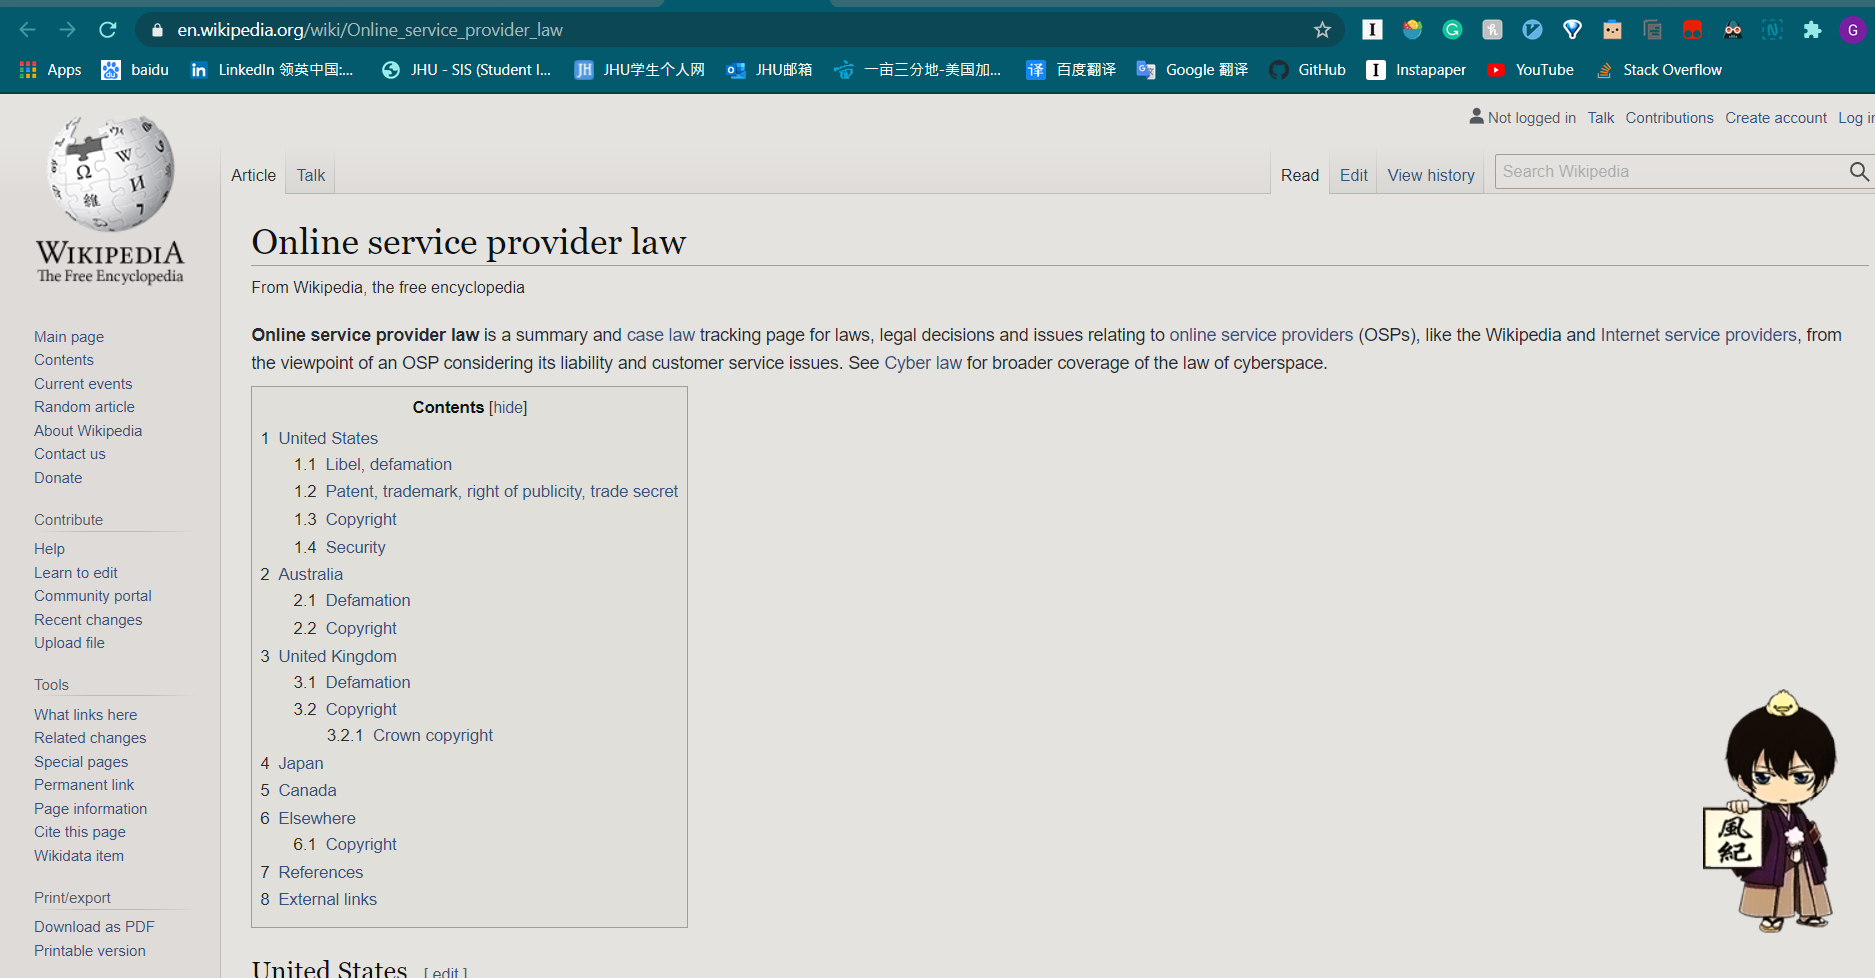 en.wikipedia.org/wiki/Online_service_provider_law
G
Apps baidu LinkedIn 领英中国:... JHU - SIS (Student I... JHU学生个人网 JHU邮箱 一亩三分地-美国加... 百度翻译 Google 翻译 GitHub Instapaper YouTube Stack Overflow
Not logged in Talk Contributions Create account Log in
Article Talk Read Edit View history Search Wikipedia
WIKIPEDIA
The Free Encyclopedia
Main page
Contents
Current events
Random article
About Wikipedia
Contact us
Donate
Contribute
Help
Learn to edit
Community portal
Recent changes
Upload file
Tools
What links here
Related changes
Special pages
Permanent link
Page information
Cite this page
Wikidata item
Print/export
Download as PDF
Printable version
Online service provider law
From Wikipedia, the free encyclopedia
Online service provider law is a summary and case law tracking page for laws, legal decisions and issues relating to online service providers (OSPs), like the Wikipedia and Internet service providers, from
the viewpoint of an OSP considering its liability and customer service issues. See Cyber law for broader coverage of the law of cyberspace.
Contents [hide]
1 United States
1.1 Libel, defamation
1.2 Patent, trademark, right of publicity, trade secret
1.3 Copyright
1.4 Security
2 Australia
2.1 Defamation
2.2 Copyright
3 United Kingdom
3.1 Defamation
3.2 Copyright
3.2.1 Crown copyright
4 Japan
5 Canada
6 Elsewhere
6.1 Copyright
7 References
8 External links
United States [ edit ]
風紀